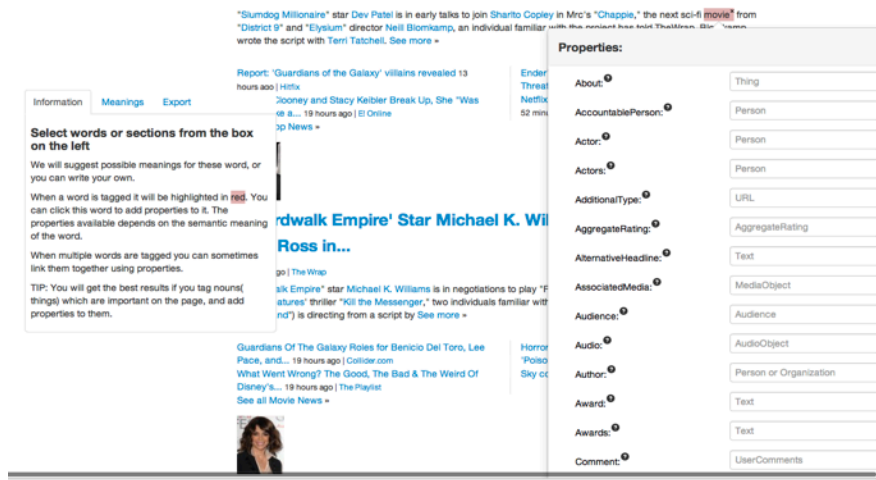 "Slumdog Millionaire" star Dev Patel is in early talks to join Sharlto Copley in Mrc's "Chappie," the next sci-fi movie* from
"District 9" and "Elysium" director Neill Blomkamp, an individual familiar with the project has told TheWrap.
wrote the script with Terri Tatchell. See more »
Report: 'Guardians of the Galaxy' villains revealed 13
hours ago | Hitfix
Clooney and Stacy Keibler Break Up, She "Was
ke a... 19 hours ago | E! Online
op News »
Ender
Threat
Netflix
52 minu
Information Meanings Export
Select words or sections from the box
on the left
We will suggest possible meanings for these word, or
you can write your own.
When a word is tagged it will be highlighted in red. You
can click this word to add properties to it. The
properties available depends on the semantic meaning
of the word.
When multiple words are tagged you can sometimes
link them together using properties.
TIP: You will get the best results if you tag nouns(
things) which are important on the page, and add
properties to them.
rdwalk Empire' Star Michael K. Wil
Ross in...
go | The Wrap
alk Empire" star Michael K. Williams is in negotiations to play "F
atures' thriller "Kill the Messenger," two individuals familiar with
nd") is directing from a script by See more »
Guardians Of The Galaxy Roles for Benicio Del Toro, Lee
Pace, and... 19 hours ago | Collider.com
What Went Wrong? The Good, The Bad & The Weird Of
Disney's... 19 hours ago | The Playlist
See all Movie News »
Horror
'Poiso
Sky co
Properties:
About: Thing
AccountablePerson: Person
Actor: Person
Actors: Person
AdditionalType: URL
AggregateRating: AggregateRating
AlternativeHeadline: Text
AssociatedMedia: MediaObject
Audience: Audience
Audio: AudioObject
Author: Person or Organization
Award: Text
Awards: Text
Comment: UserComments